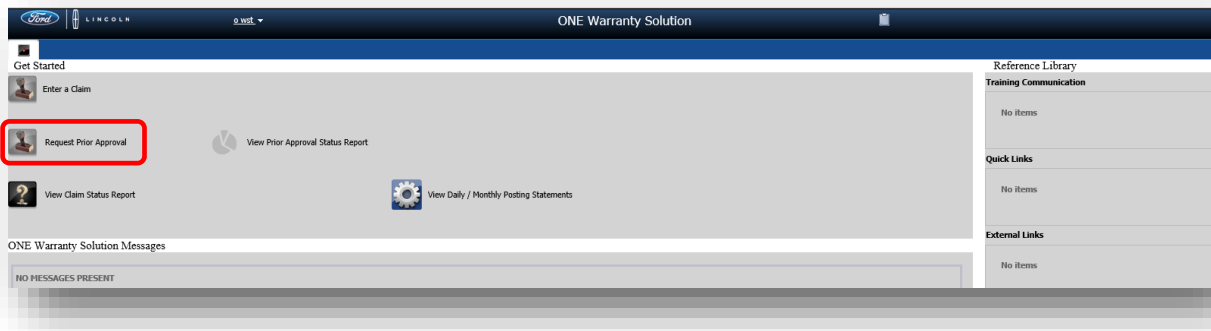 Ford LINCOLN o wst ONE Warranty Solution
Get Started
Enter a Claim
Request Prior Approval View Prior Approval Status Report
View Claim Status Report View Daily / Monthly Posting Statements
ONE Warranty Solution Messages
NO MESSAGES PRESENT
Reference Library
Training Communication
No items
Quick Links
No items
External Links
No items